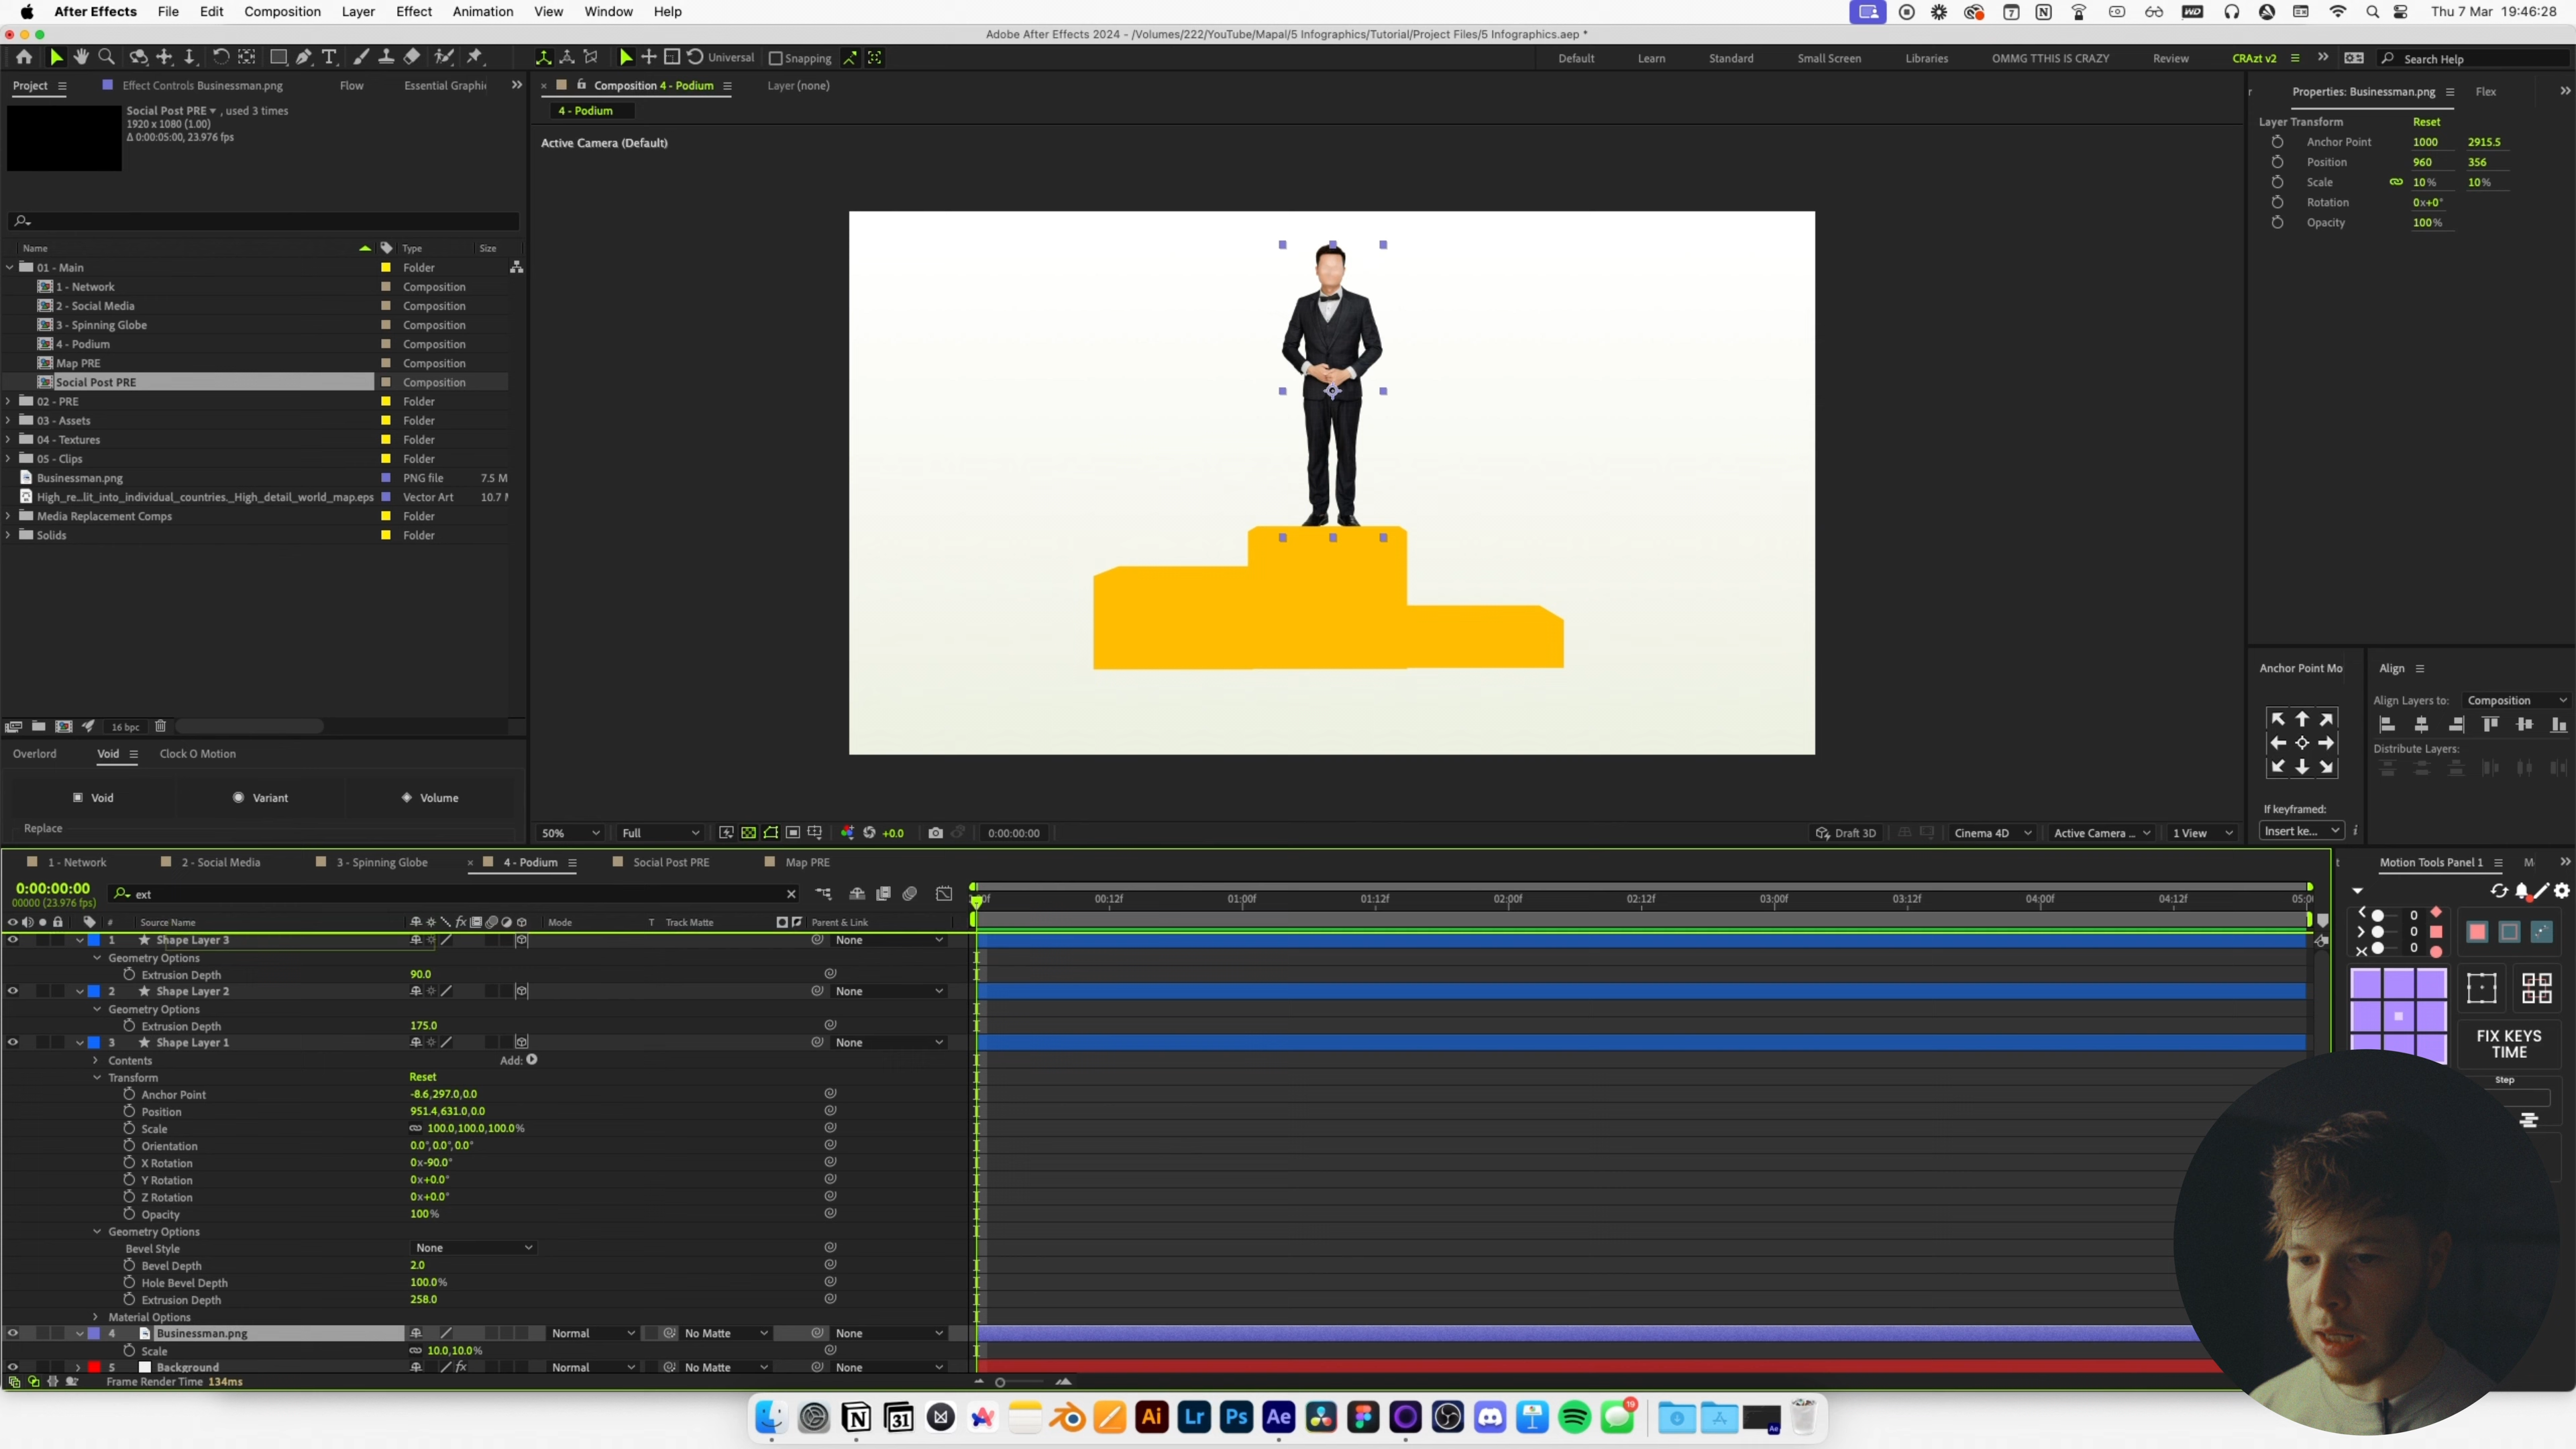 After Effects File Edit Composition Layer Effect Animation View Window Help Thu 7 Mar 19:46:28
Adobe After Effects 2024 - /Volumes/222/YouTube/Mapal/5 Infographics/Tutorial/Project Files/5 Infographics.aep *
Universal Snapping Default Learn Standard Small Screen Libraries OMMG TTHIS IS CRAZY Review CRAzt v2 Search Help
Project Effect Controls Businessman.png Flow Essential Graphi Composition 4 - Podium Layer (none) Properties: Businessman.png Flex
Social Post PRE, used 3 times
1920 x 1080 (1.00)
Δ 0:00:05:00, 23.976 fps
4 - Podium
Active Camera (Default)
Layer Transform Reset
Anchor Point 1000 2915.5
Position 960 356
Scale 10% 10%
Rotation 0x+0°
Opacity 100%
Name Type Size
01 - Main Folder
1 - Network Composition
2 - Social Media Composition
3 - Spinning Globe Composition
4 - Podium Composition
Map PRE Composition
Social Post PRE Composition
02 - PRE Folder
03 - Assets Folder
04 - Textures Folder
05 - Clips Folder
Businessman.png PNG file 7.5 M
High_re...lit_into_individual_countries._High_detail_world_map.eps Vector Art 10.7
Media Replacement Comps Folder
Solids Folder
16 bpc
Overlord Void Clock O Motion
Void Variant Volume
Replace
50% Full +0.0 0:00:00:00 Draft 3D Cinema 4D Active Camera ... 1 View
Anchor Point Mo Align
Align Layers to: Composition
Distribute Layers:
If keyframed:
Insert ke...
1 - Network 2 - Social Media 3 - Spinning Globe 4 - Podium Social Post PRE Map PRE Motion Tools Panel 1 M
0:00:00:00
00000 (23.976 fps)
ext
00:12f 01:00f 01:12f 02:00f 02:12f 03:00f 03:12f 04:00f 04:12f
# Source Name fx Mode T Track Matte Parent & Link
1 Shape Layer 3 None
Geometry Options
Extrusion Depth 90.0
2 Shape Layer 2 None
Geometry Options
Extrusion Depth 175.0
3 Shape Layer 1 None
Contents Add:
Transform Reset
Anchor Point -8.6,297.0,0.0
Position 951.4,631.0,0.0
Scale 100.0,100.0,100.0%
Orientation 0.0°,0.0°,0.0°
X Rotation 0x-90.0°
Y Rotation 0x+0.0°
Z Rotation 0x+0.0°
Opacity 100%
Geometry Options
Bevel Style None
Bevel Depth 2.0
Hole Bevel Depth 100.0%
Extrusion Depth 258.0
Material Options
4 Businessman.png Normal No Matte None
Scale 10.0,10.0%
5 Background fx Normal No Matte None
Frame Render Time 134ms
0
0
0
FIX KEYS
TIME
Step
N 31 Ai Lr Ps Ae 19